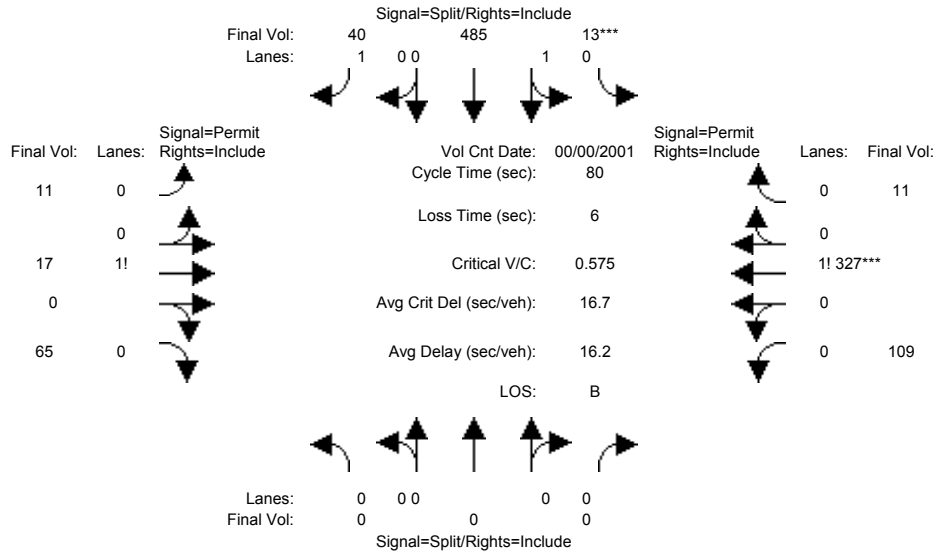 Signal=Split/Rights=Include
Final Vol: 40 485 13***
Lanes: 1 0 0 1 0
Signal=Permit Signal=Permit
Final Vol: Lanes: Rights=Include Vol Cnt Date: 00/00/2001 Rights=Include Lanes: Final Vol:
Cycle Time (sec): 80
11 0 0 11
Loss Time (sec): 6
0 0
17 1! Critical V/C: 0.575 1! 327***
0 0 Avg Crit Del (sec/veh): 16.7 0
65 0 Avg Delay (sec/veh): 16.2 0 109
LOS: B
Lanes: 0 0 0 0 0
Final Vol: 0 0 0
Signal=Split/Rights=Include